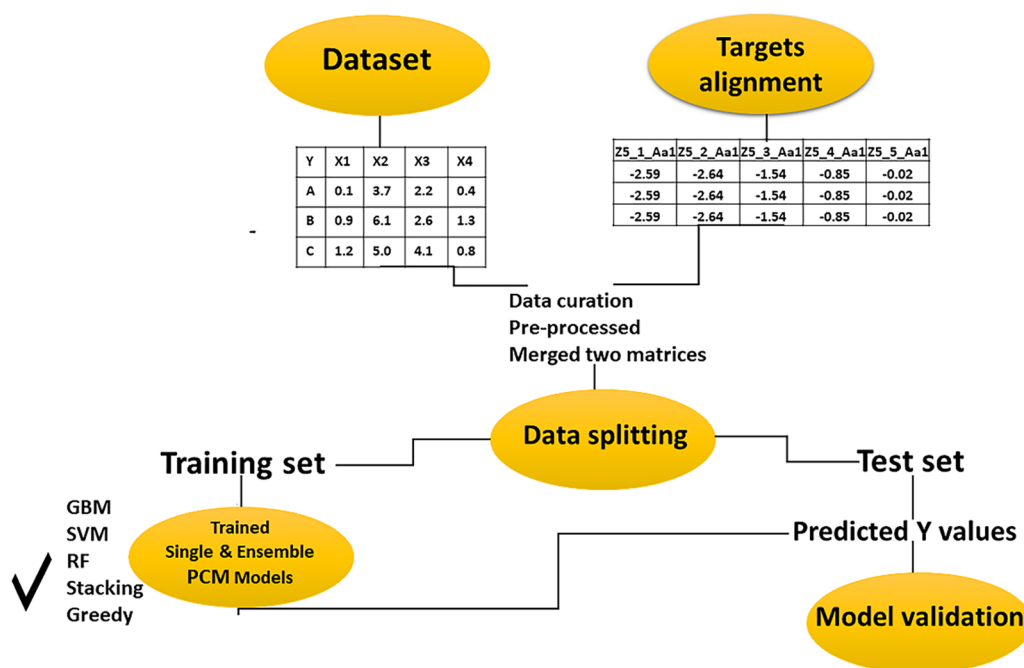 Dataset
Targets
alignment
Y X1 X2 X3 X4
A 0.1 3.7 2.2 0.4
B 0.9 6.1 2.6 1.3
C 1.2 5.0 4.1 0.8
Z5_1_Aa1 Z5_2_Aa1 Z5_3_Aa1 Z5_4_Aa1 Z5_5_Aa1
-2.59 -2.64 -1.54 -0.85 -0.02
-2.59 -2.64 -1.54 -0.85 -0.02
-2.59 -2.64 -1.54 -0.85 -0.02
-
Data curation
Pre-processed
Merged two matrices
Data splitting
Training set
Test set
GBM
SVM
RF
Stacking
Greedy
Trained
Single & Ensemble
PCM Models
Predicted Y values
Model validation